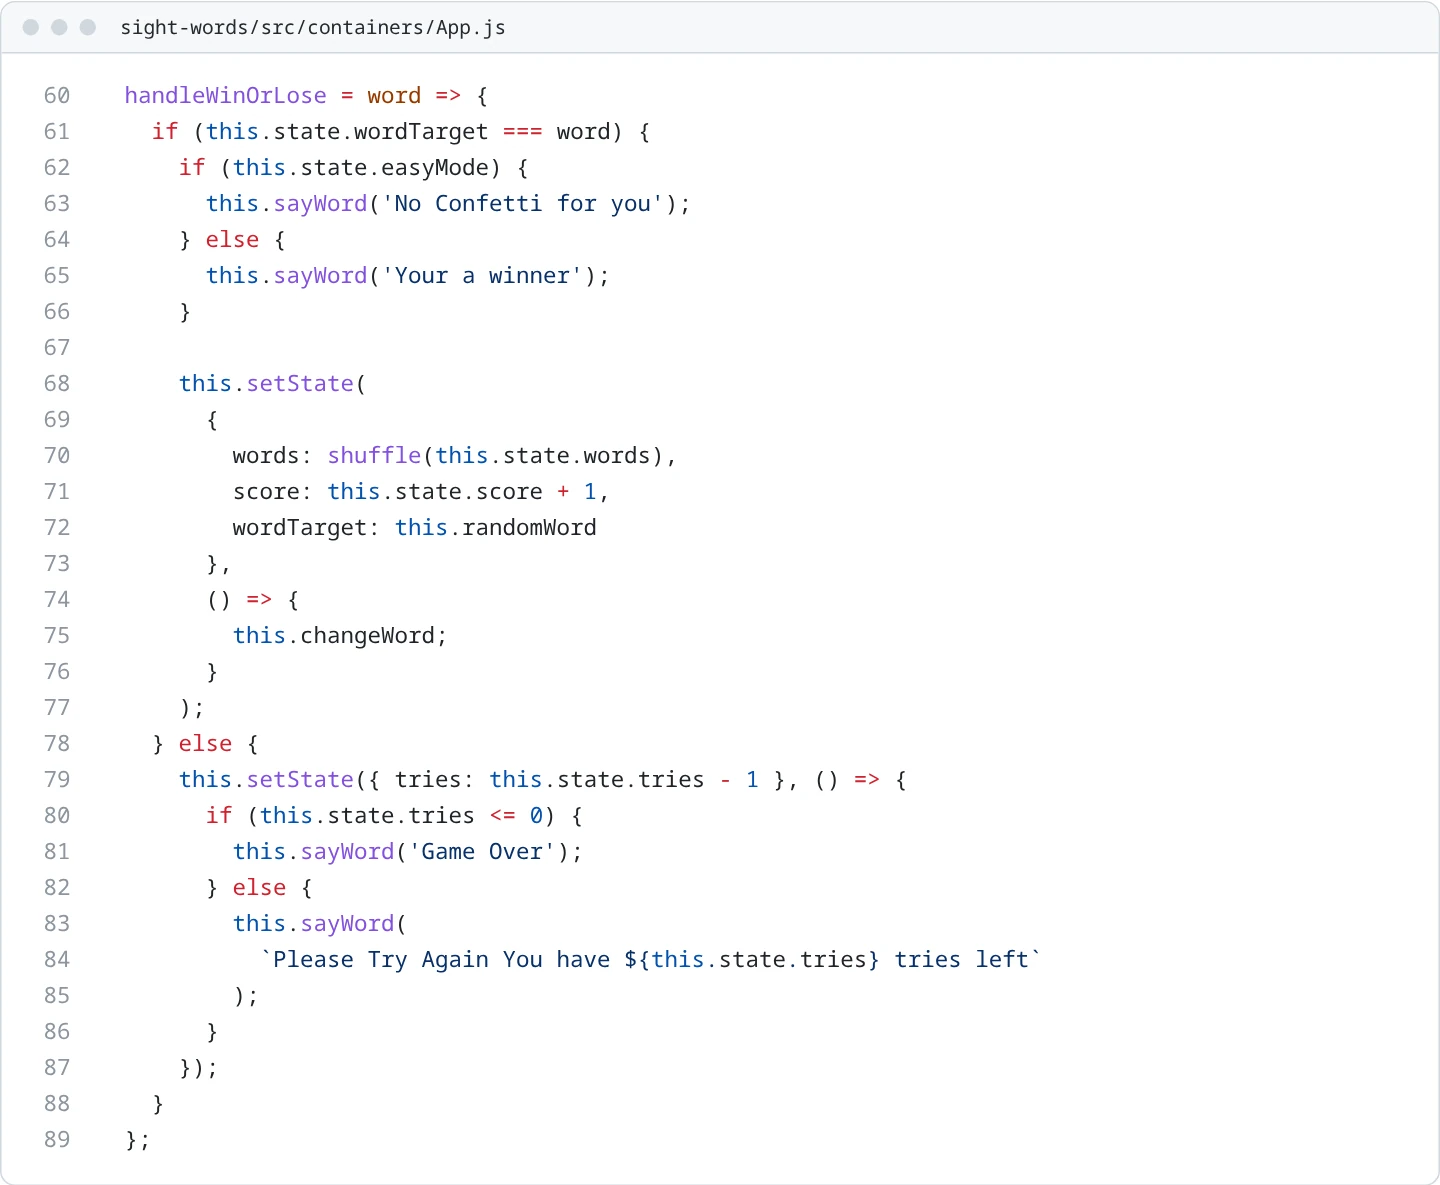 sight-words/src/containers/App.js
60 handleWinOrLose = word => {
61 if (this.state.wordTarget === word) {
62 if (this.state.easyMode) {
63 this.sayWord('No Confetti for you');
64 } else {
65 this.sayWord('Your a winner');
66 }
67
68 this.setState(
69 {
70 words: shuffle(this.state.words),
71 score: this.state.score + 1,
72 wordTarget: this.randomWord
73 },
74 () => {
75 this.changeWord;
76 }
77 );
78 } else {
79 this.setState({ tries: this.state.tries - 1 }, () => {
80 if (this.state.tries <= 0) {
81 this.sayWord('Game Over');
82 } else {
83 this.sayWord(
84 `Please Try Again You have ${this.state.tries} tries left`
85 );
86 }
87 });
88 }
89 };